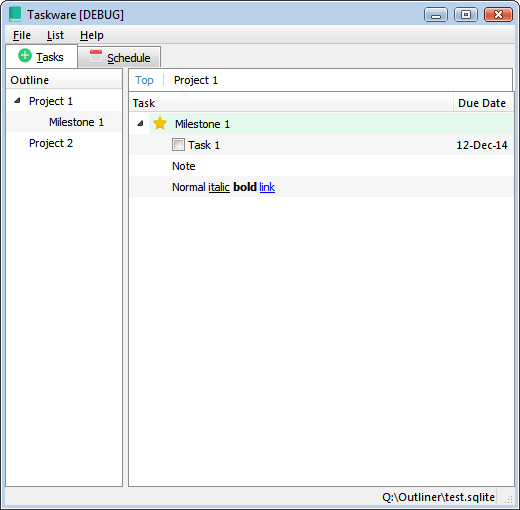 Taskware [DEBUG]
File List Help
Tasks Schedule
Outline
Project 1
Milestone 1
Project 2
Top Project 1
Task Due Date
Milestone 1
Task 1 12-Dec-14
Note
Normal italic bold link
Q:\Outliner\test.sqlite